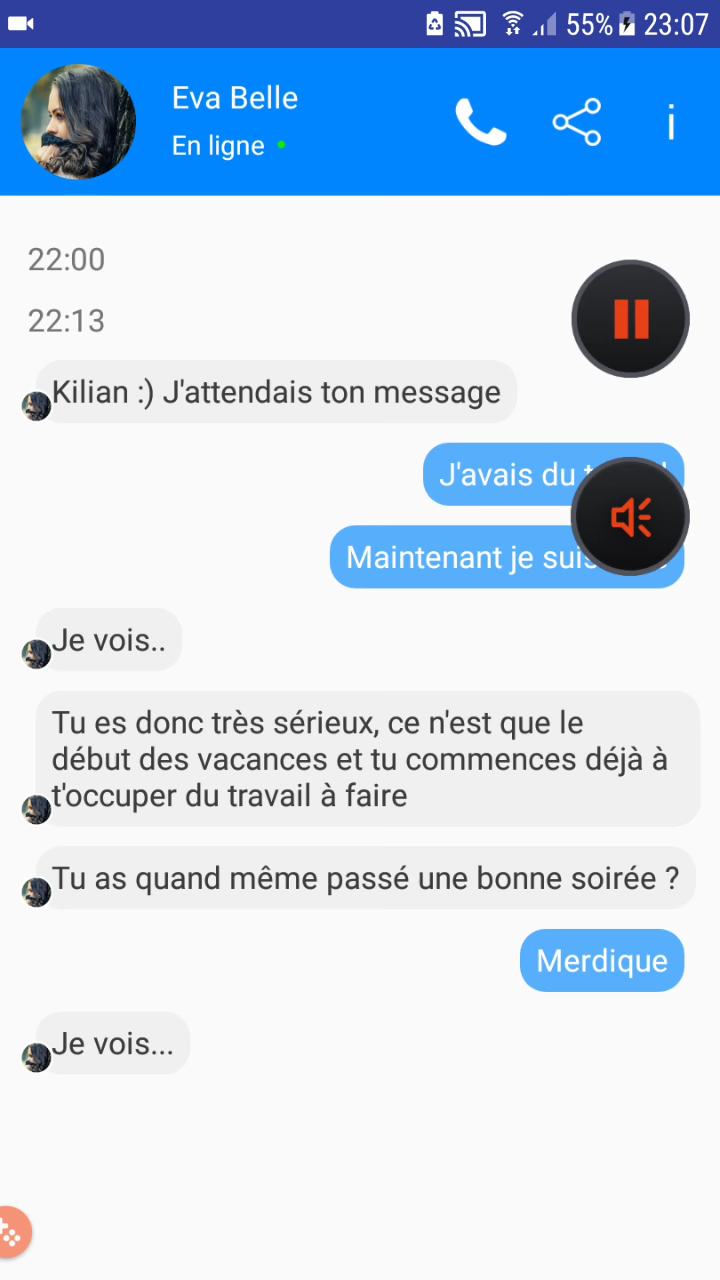 55% 23:07
Eva Belle
En ligne
22:00
22:13
Kilian :) J'attendais ton message
J'avais du
Maintenant je suis
Je vois..
Tu es donc très sérieux, ce n'est que le
début des vacances et tu commences déjà à
t'occuper du travail à faire
Tu as quand même passé une bonne soirée ?
Merdique
Je vois...